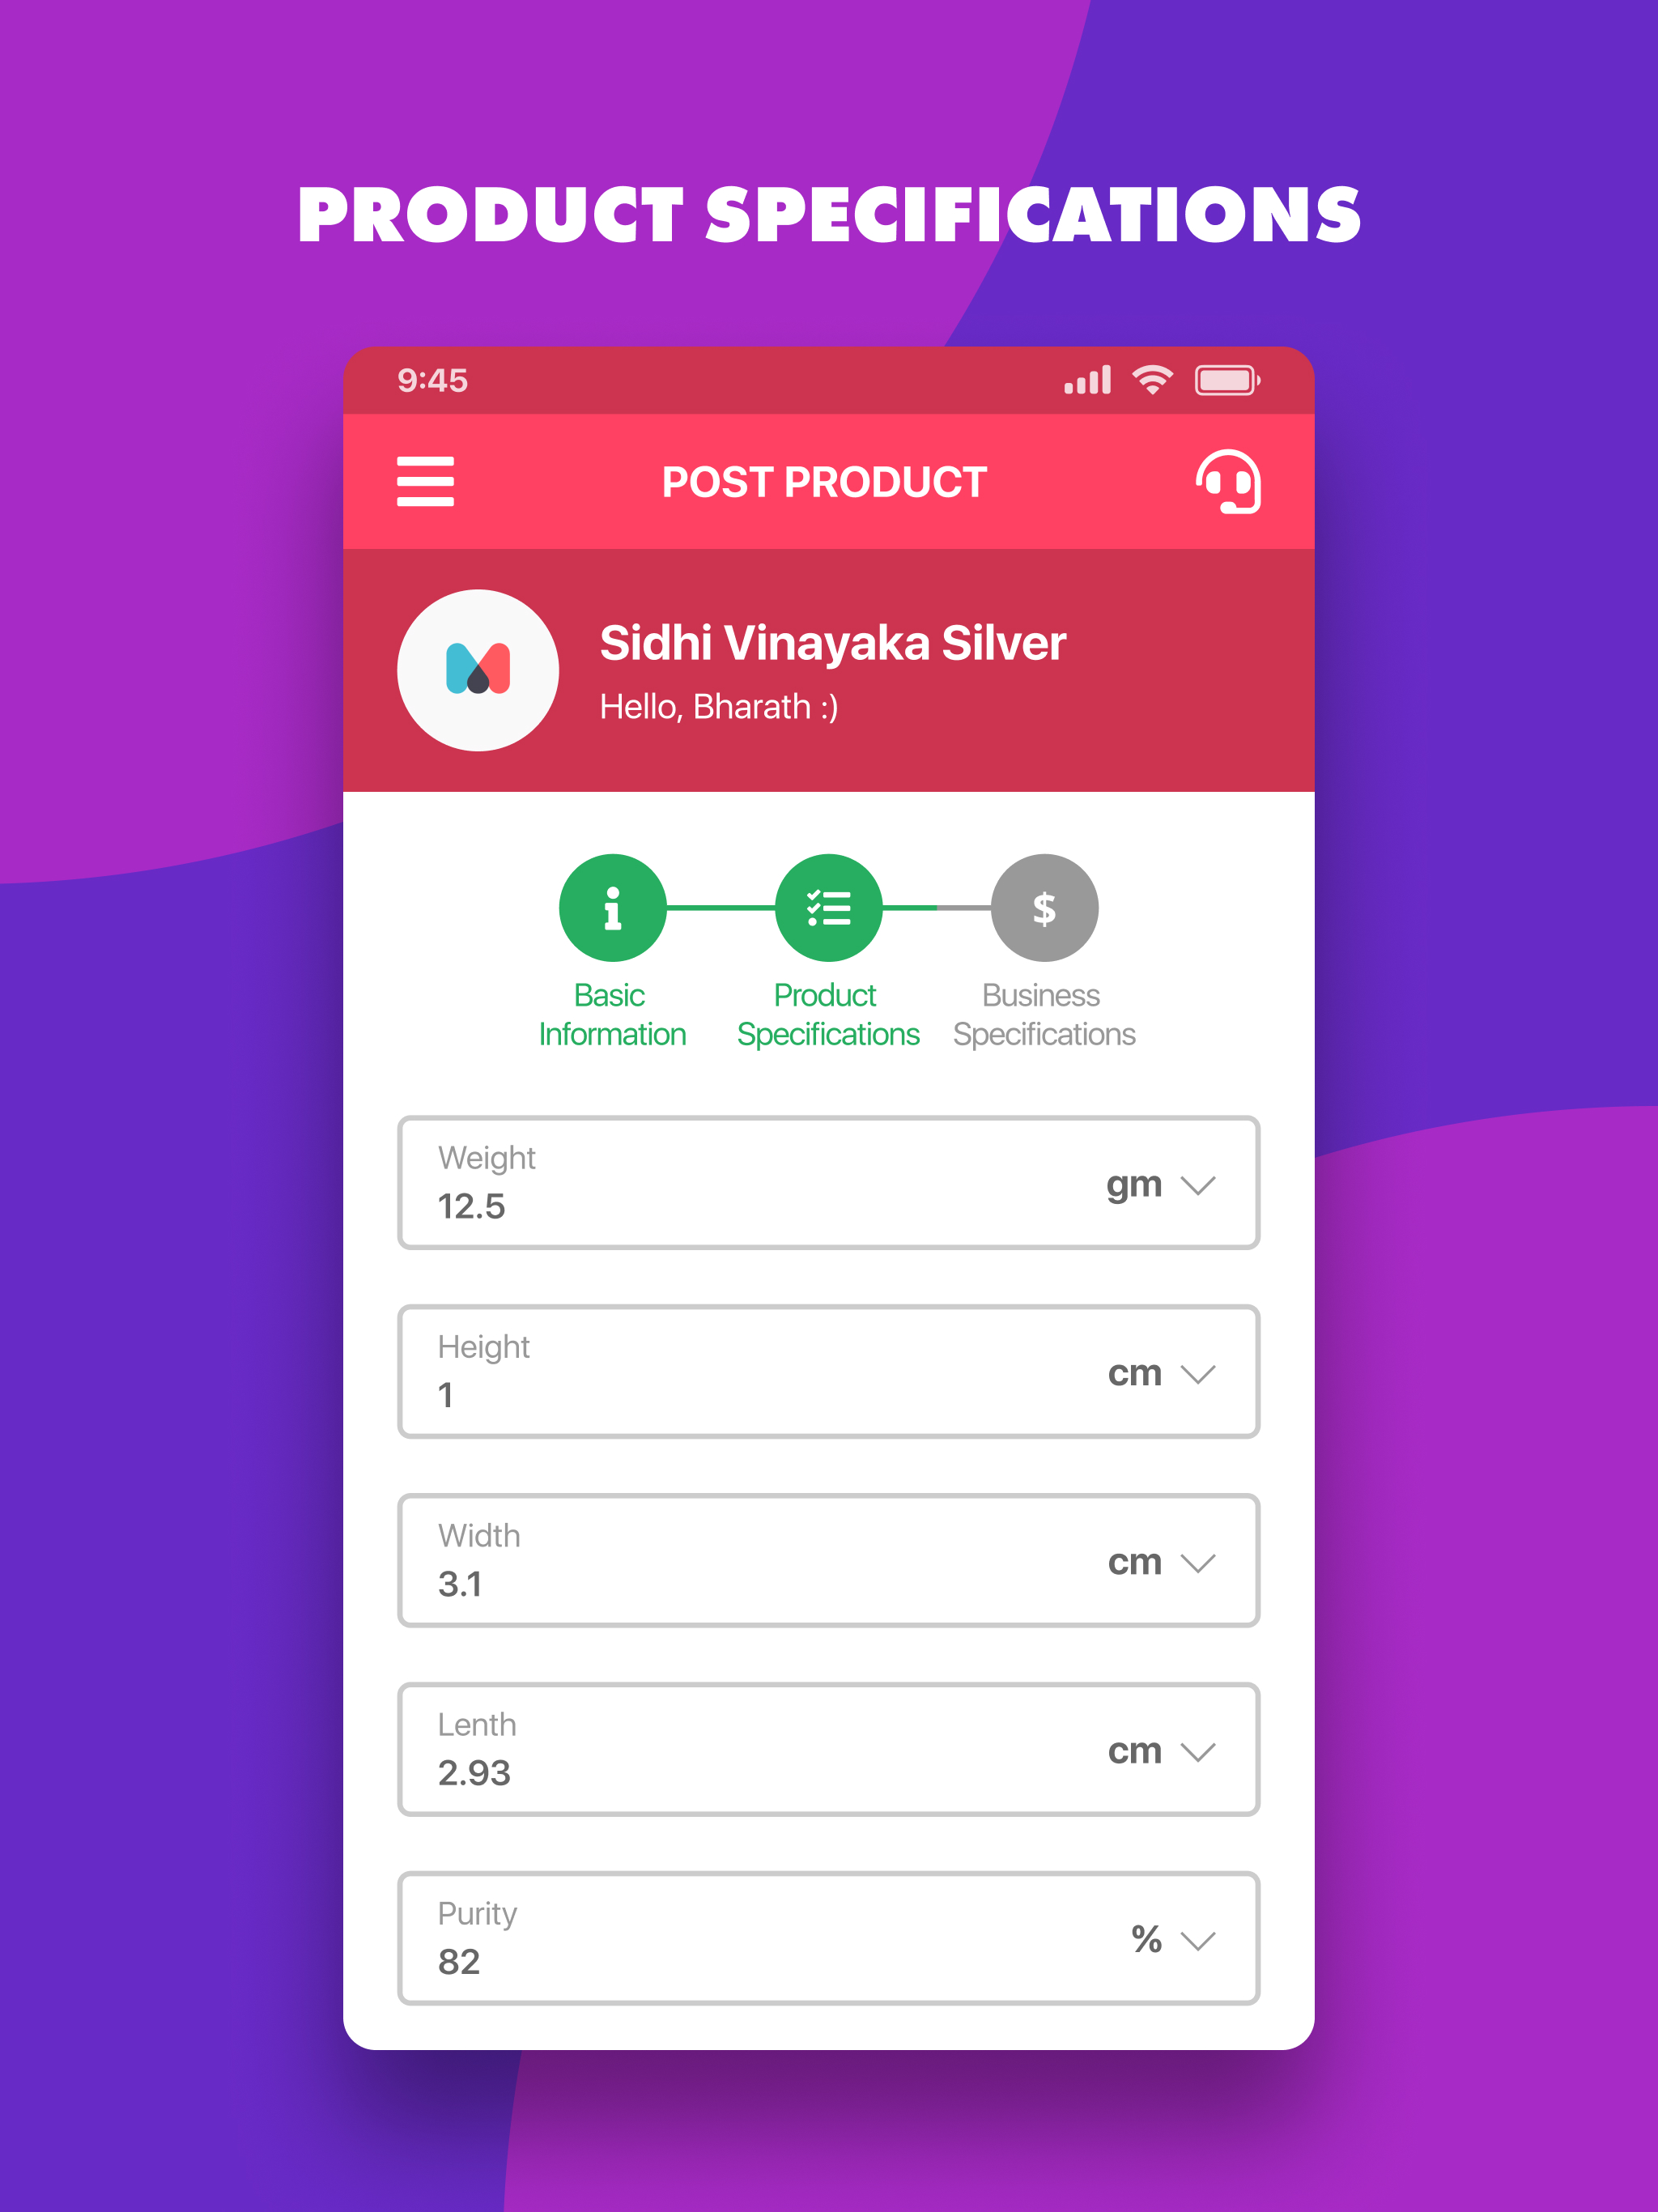 PRODUCT SPECIFICATIONS
9:45
POST PRODUCT
Sidhi Vinayaka Silver
Hello, Bharath :)
$
Basic
Information
Product
Specifications
Business
Specifications
Weight
12.5
gm
Height
1
cm
Width
3.1
cm
Lenth
2.93
cm
Purity
82
%